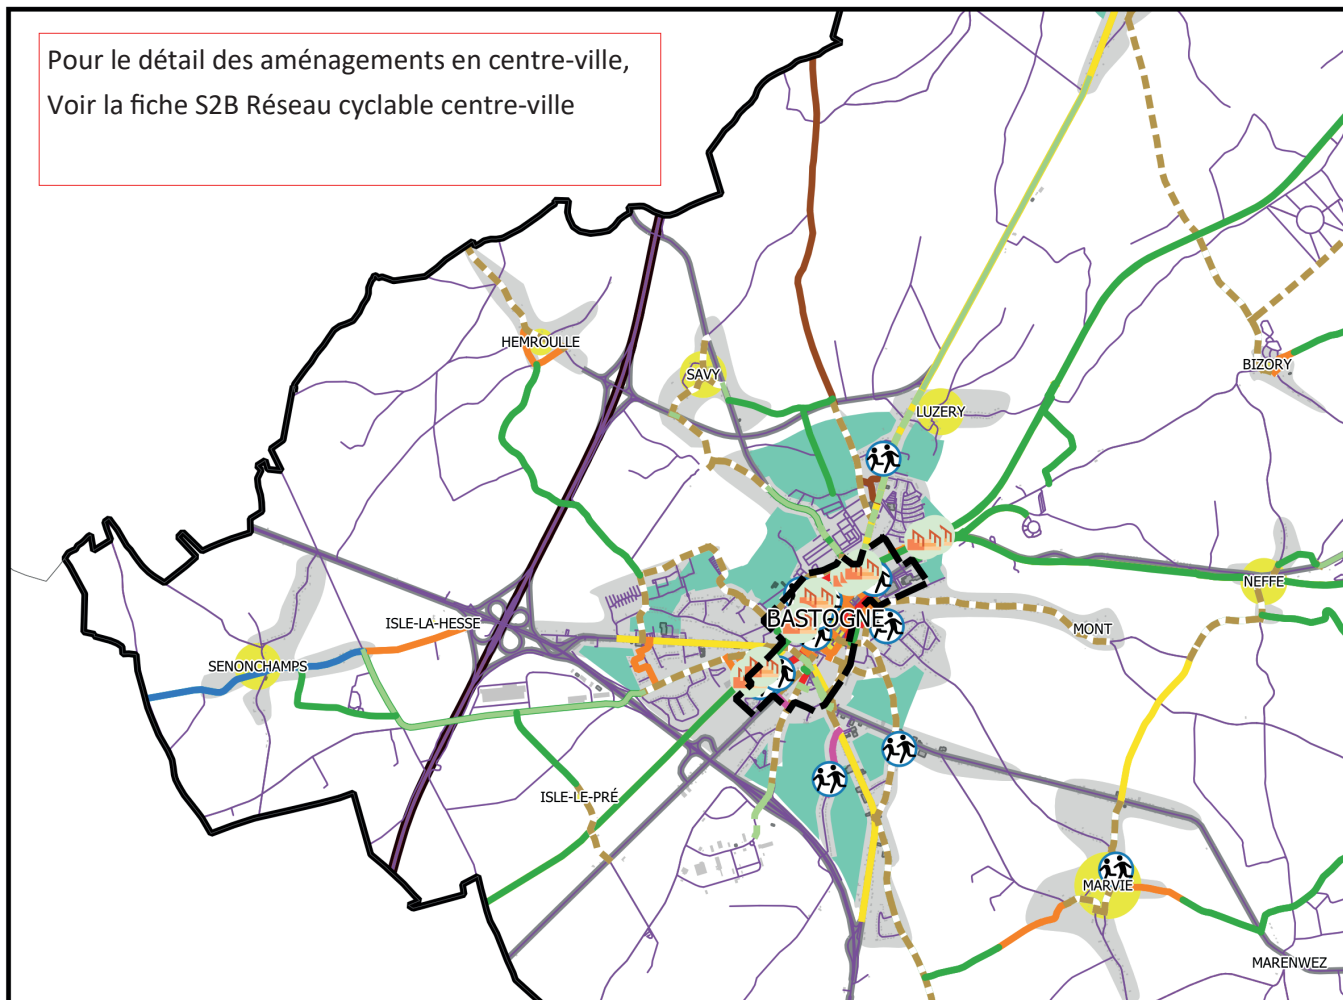 Pour le détail des aménagements en centre-ville,
Voir la fiche S2B Réseau cyclable centre-ville
HEMROULLE
SAVY
BIZORY
LUZERY
NEFFE
BASTOGNE
ISLE-LA-HESSE
MONT
SENONCHAMPS
ISLE-LE-PRÉ
MARVIE
MARENWEZ